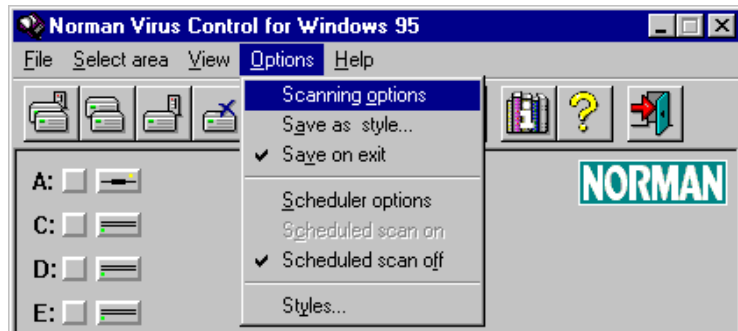 Norman Virus Control for Windows 95
File Select area View Options Help
Scanning options
Save as style...
Save on exit
Scheduler options
Scheduled scan on
Scheduled scan off
Styles...
A:
C:
D:
E:
NORMAN